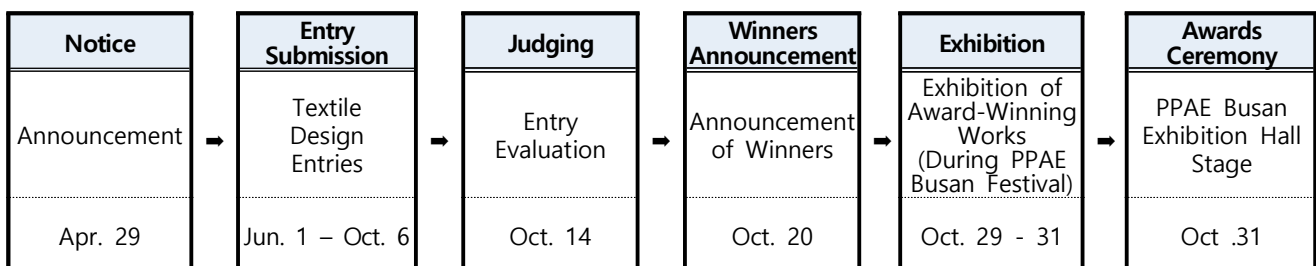 Notice
Announcement
Apr. 29
➡
Entry
Submission
Textile
Design
Entries
Jun. 1 – Oct. 6
➡
Judging
Entry
Evaluation
Oct. 14
➡
Winners
Announcement
Announcement
of Winners
Oct. 20
➡
Exhibition
Exhibition of
Award-Winning
Works
(During PPAE
Busan Festival)
Oct. 29 - 31
➡
Awards
Ceremony
PPAE Busan
Exhibition Hall
Stage
Oct .31